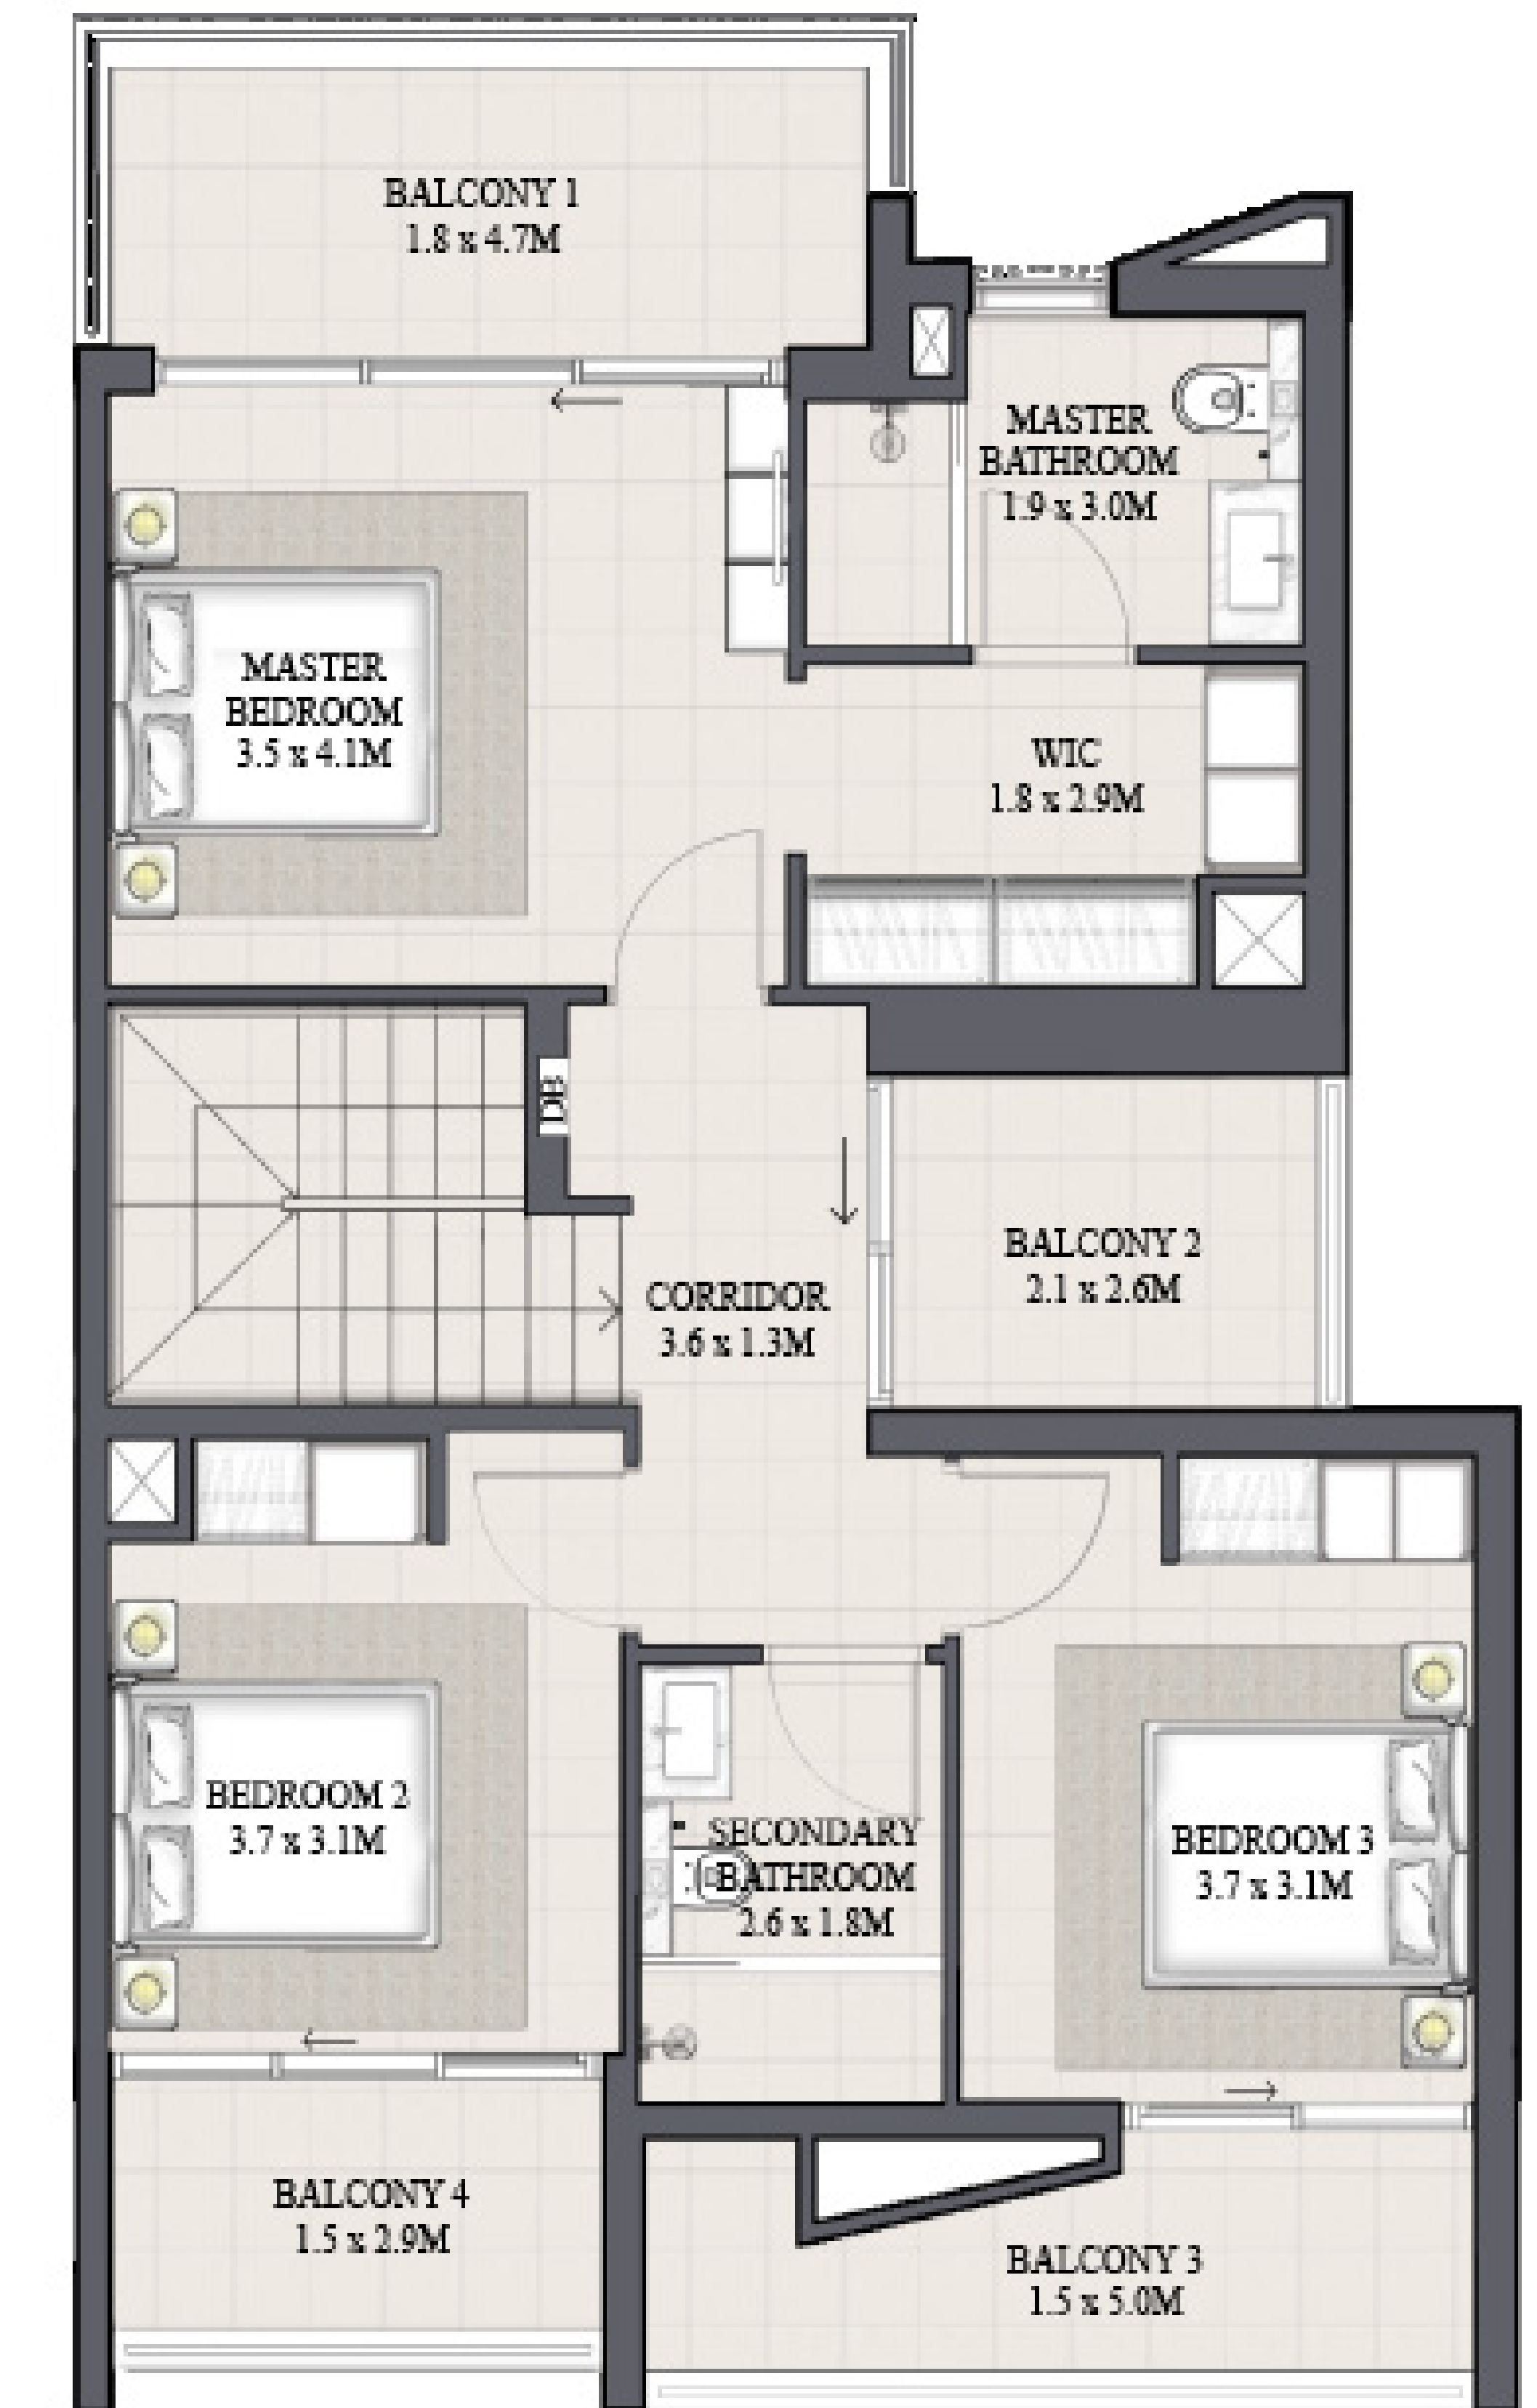 BALCONY 1
1.8 x 4.7M
MASTER
BATHROOM
1.9 x 3.0M
MASTER
BEDROOM
3.5 x 4.1M
WIC
1.8 x 2.9M
DB
BALCONY 2
2.1 x 2.6M
CORRIDOR
3.6 x 1.3M
BEDROOM 2
3.7 x 3.1M
SECONDARY
BATHROOM
2.6 x 1.8M
BEDROOM 3
3.7 x 3.1M
BALCONY 4
1.5 x 2.9M
BALCONY 3
1.5 x 5.0M